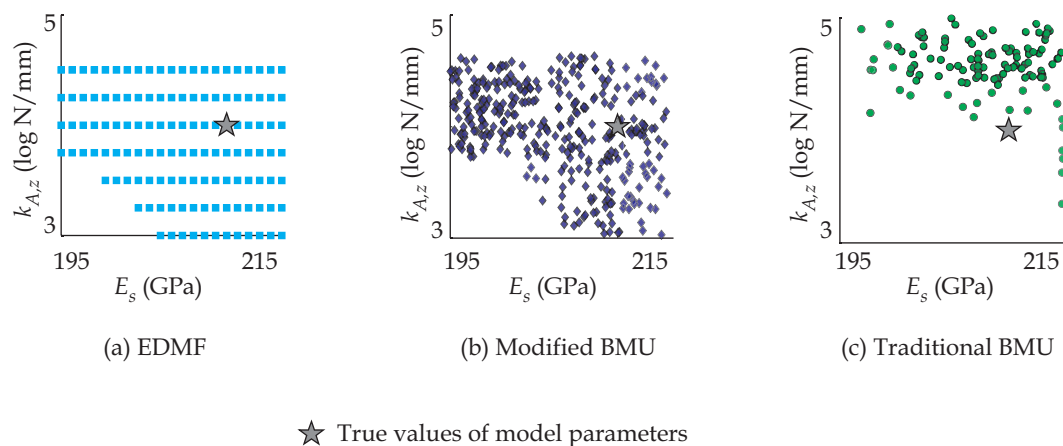 5
k_{A,z} (log N/mm)
3
195 215
E_s (GPa)
(a) EDMF
5
k_{A,z} (log N/mm)
3
195 215
E_s (GPa)
(b) Modified BMU
5
k_{A,z} (log N/mm)
3
195 215
E_s (GPa)
(c) Traditional BMU
True values of model parameters